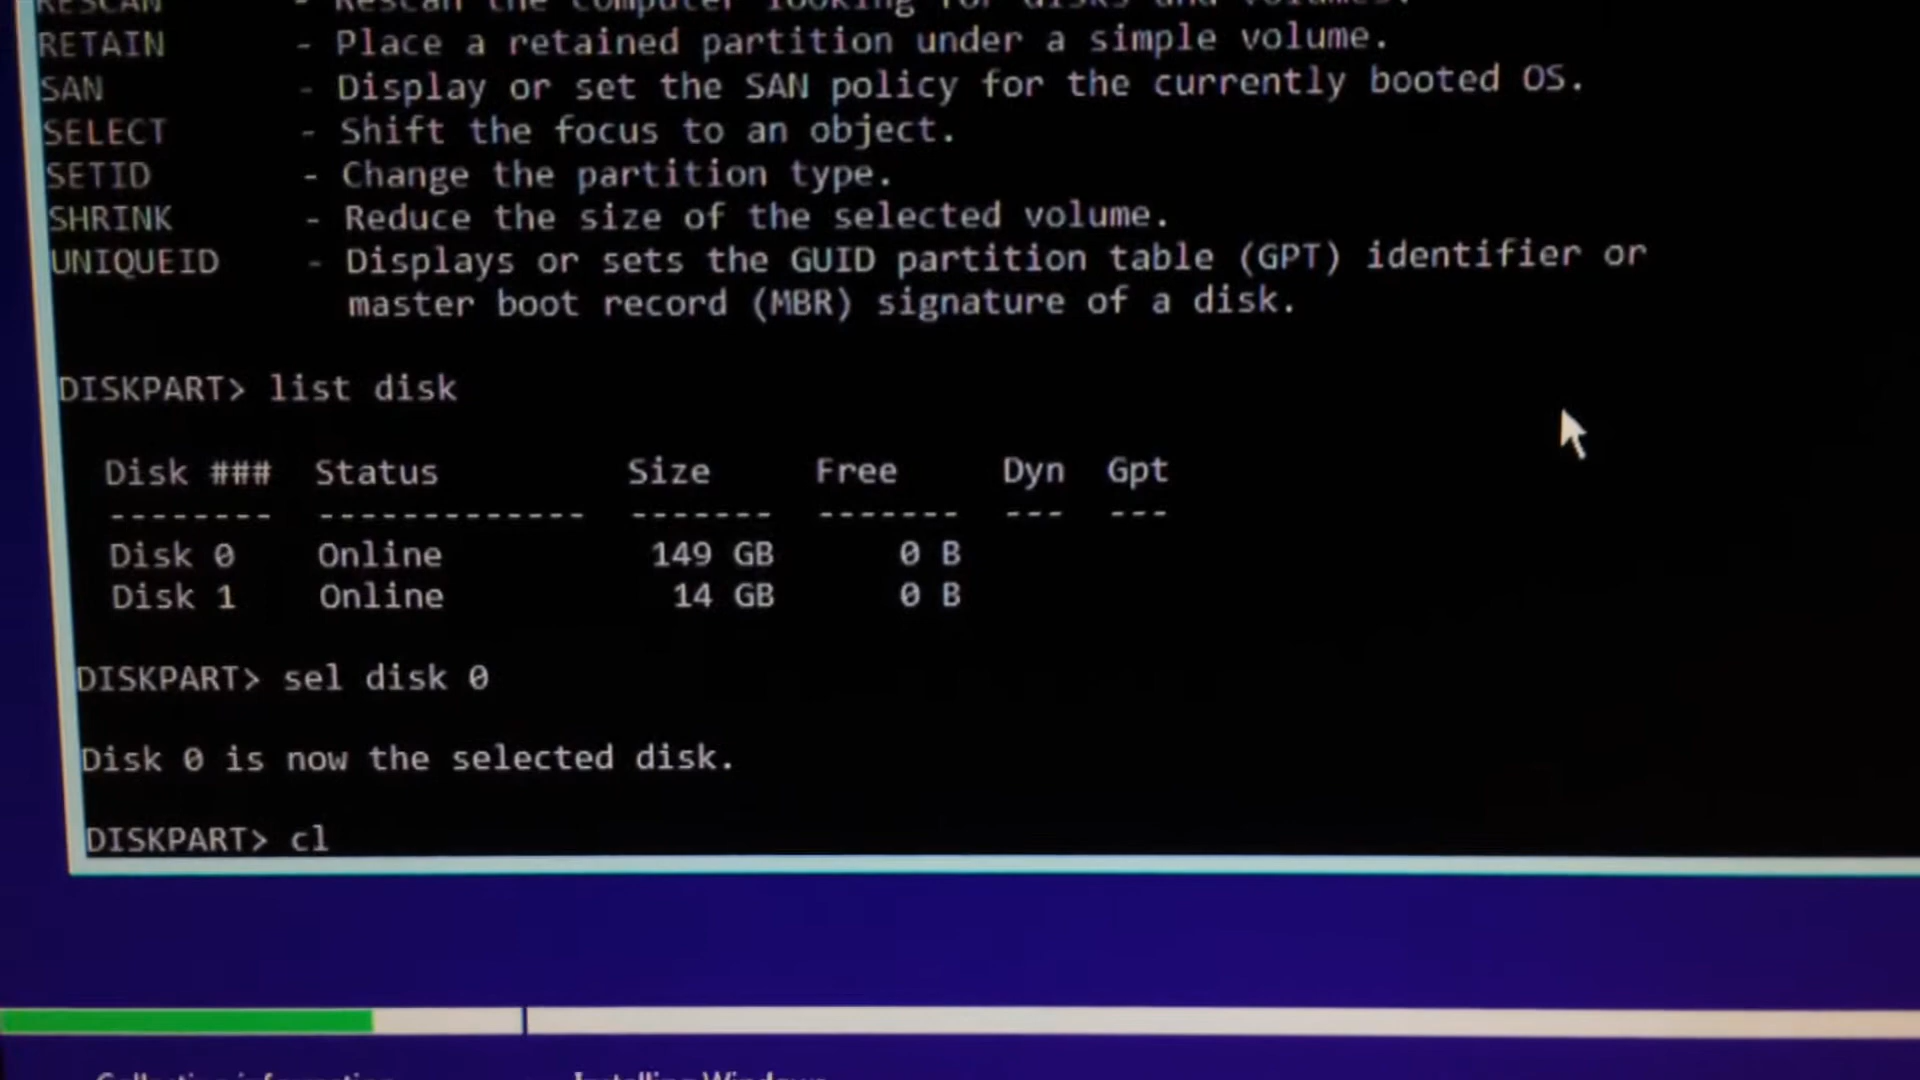 RESCAN - Rescan the computer looking for disks and volumes.
RETAIN - Place a retained partition under a simple volume.
SAN - Display or set the SAN policy for the currently booted OS.
SELECT - Shift the focus to an object.
SETID - Change the partition type.
SHRINK - Reduce the size of the selected volume.
UNIQUEID - Displays or sets the GUID partition table (GPT) identifier or
master boot record (MBR) signature of a disk.
DISKPART> list disk
Disk ### Status Size Free Dyn Gpt
-------- ------------- ------- ------- --- ---
Disk 0 Online 149 GB 0 B
Disk 1 Online 14 GB 0 B
DISKPART> sel disk 0
Disk 0 is now the selected disk.
DISKPART> cl
Collecting information Installing Windows